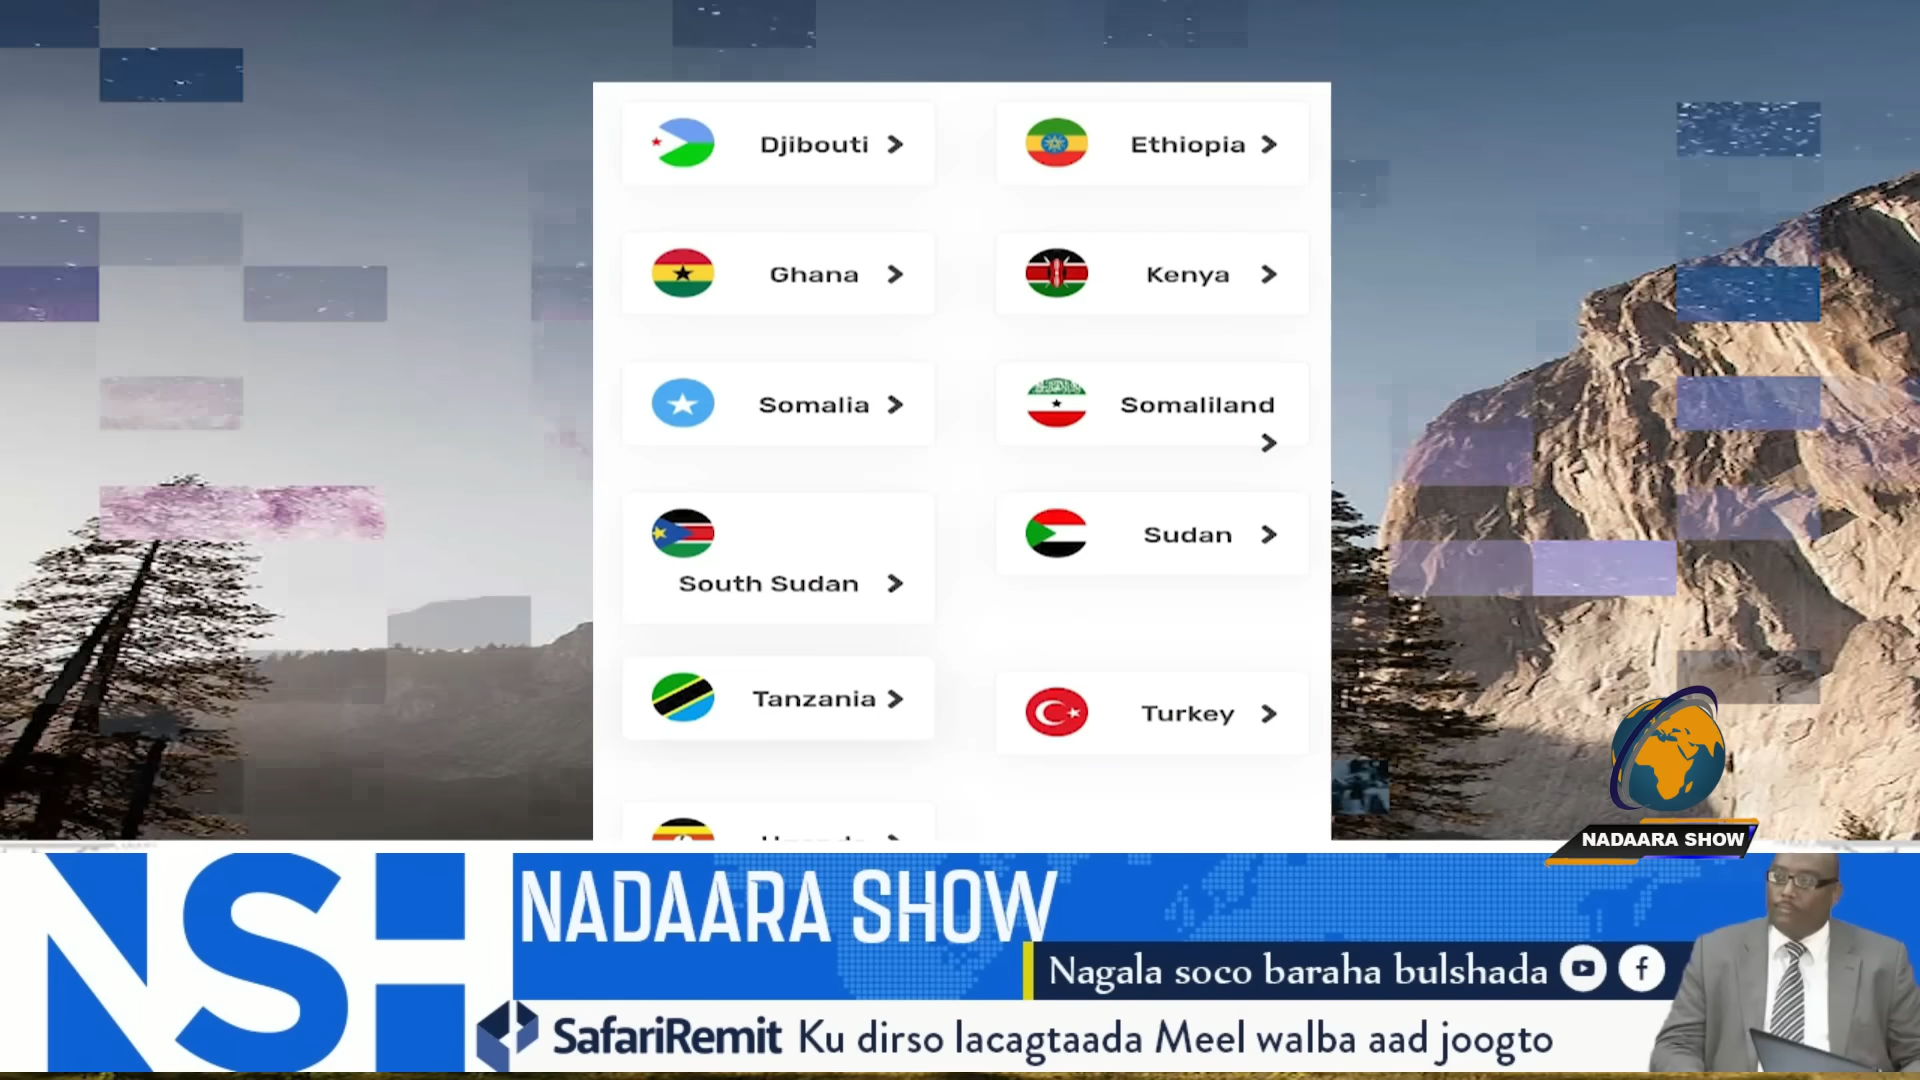 Djibouti
Ethiopia
Ghana
Kenya
Somalia
Somaliland
South Sudan
Sudan
Tanzania
Turkey
NADAARA SHOW
NSH
NADAARA SHOW
Nagala soco baraha bulshada
SafariRemit Ku dirso lacagtaada Meel walba aad joogto